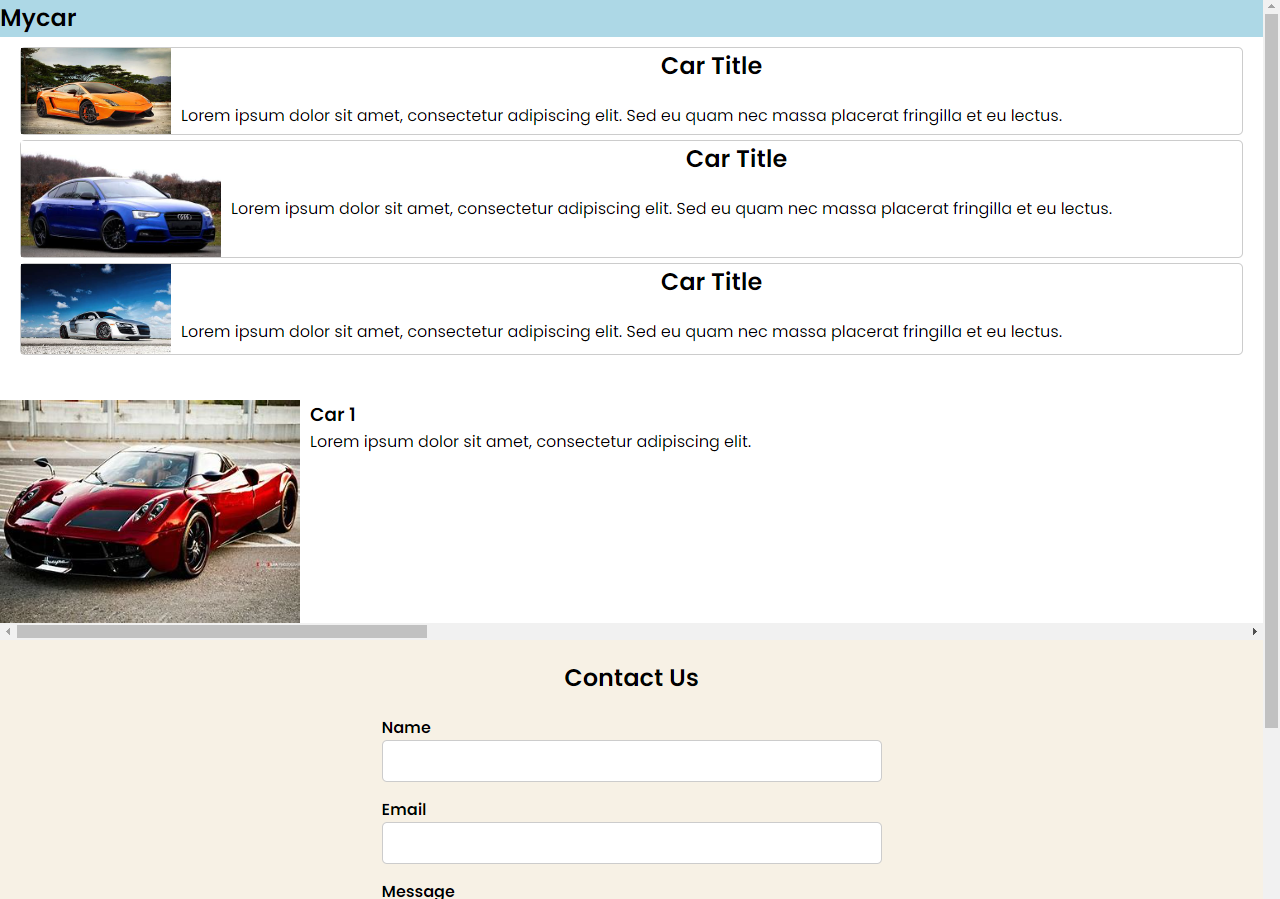 Mycar
Car Title
Lorem ipsum dolor sit amet, consectetur adipiscing elit. Sed eu quam nec massa placerat fringilla et eu lectus.
Car Title
Lorem ipsum dolor sit amet, consectetur adipiscing elit. Sed eu quam nec massa placerat fringilla et eu lectus.
Car Title
Lorem ipsum dolor sit amet, consectetur adipiscing elit. Sed eu quam nec massa placerat fringilla et eu lectus.
Car 1
Lorem ipsum dolor sit amet, consectetur adipiscing elit.
Contact Us
Name
Email
Message